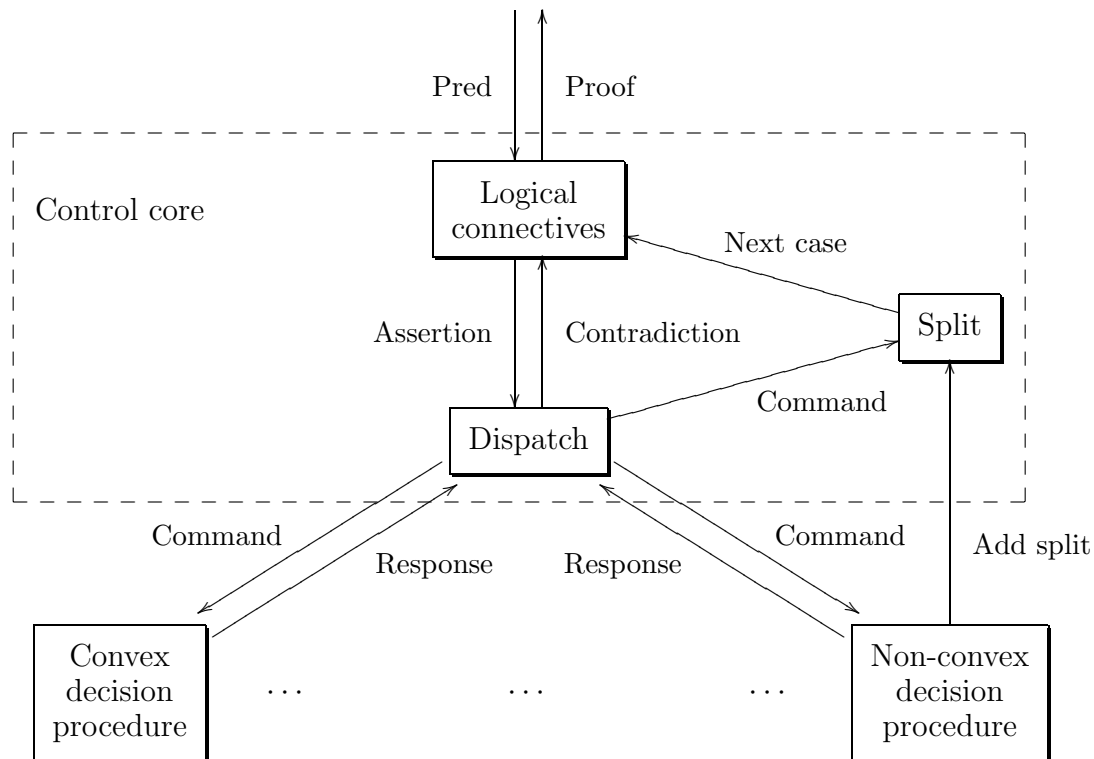 Pred
Proof
Control core
Logical
connectives
Next case
Split
Assertion
Contradiction
Command
Dispatch
Command
Response
Response
Command
Add split
Convex
decision
procedure
...
...
...
Non-convex
decision
procedure